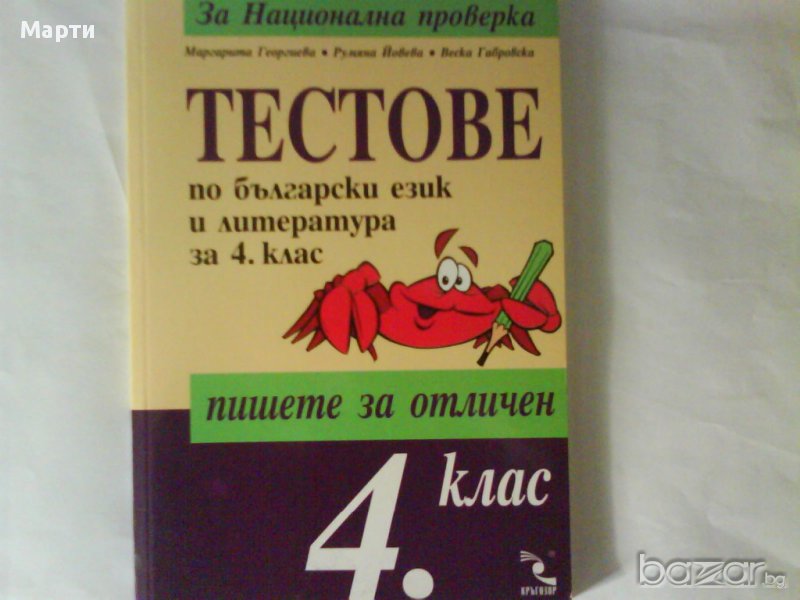 Марти
За Национална проверка
Маргарита Георгиева • Румяна Йовева • Веска Габровска
ТЕСТОВЕ
по български език
и литература
за 4. клас
пишете за отличен
4. клас
КРЪГОЗОР
bazar.bg